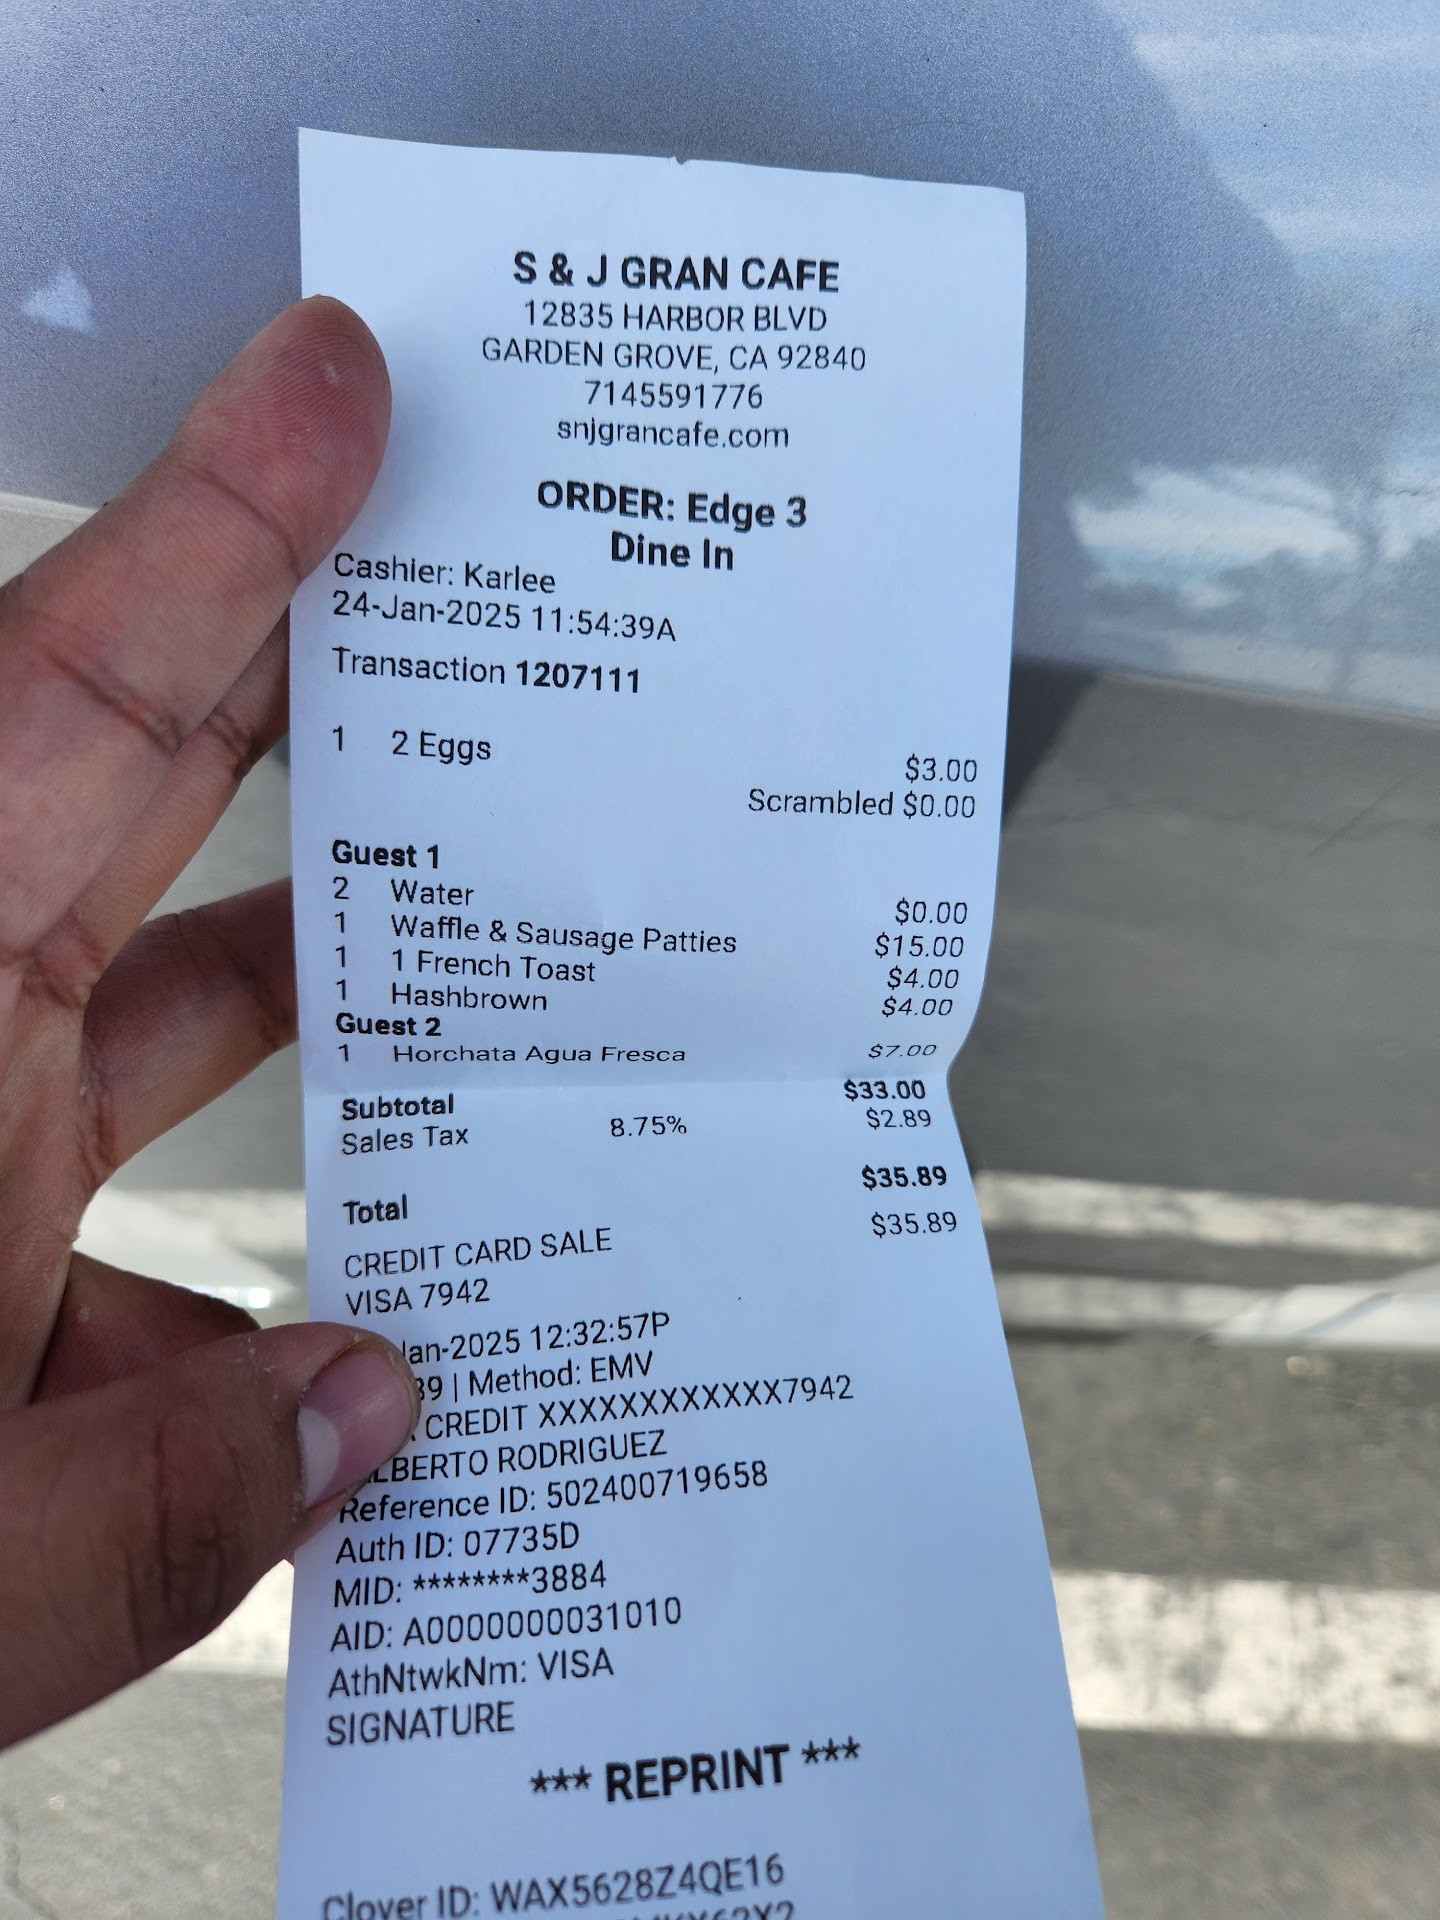 S & J GRAN CAFE
12835 HARBOR BLVD
GARDEN GROVE, CA 92840
7145591776
snjgrancafe.com
ORDER: Edge 3
Dine In
Cashier: Karlee
24-Jan-2025 11:54:39A
Transaction 1207111
1 2 Eggs $3.00
Scrambled $0.00
Guest 1
2 Water $0.00
1 Waffle & Sausage Patties $15.00
1 1 French Toast $4.00
1 Hashbrown $4.00
Guest 2
1 Horchata Agua Fresca $7.00
Subtotal $33.00
Sales Tax 8.75% $2.89
Total $35.89
CREDIT CARD SALE $35.89
VISA 7942
Jan-2025 12:32:57P
39 | Method: EMV
CREDIT XXXXXXXXXXXX7942
LBERTO RODRIGUEZ
Reference ID: 502400719658
Auth ID: 07735D
MID: ********3884
AID: A0000000031010
AthNtwkNm: VISA
SIGNATURE
*** REPRINT ***
Clover ID: WAX5628Z4QE16